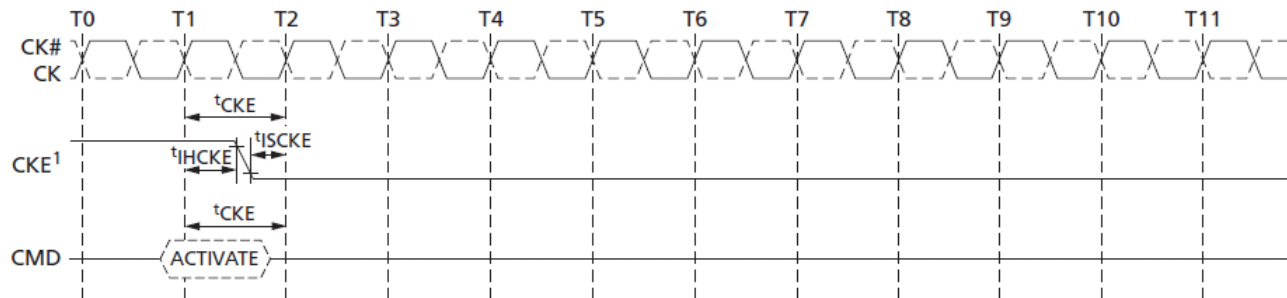 T0 T1 T2 T3 T4 T5 T6 T7 T8 T9 T10 T11
CK#
CK
tCKE
tISCKE
CKE1
tIHCKE
tCKE
CMD
ACTIVATE